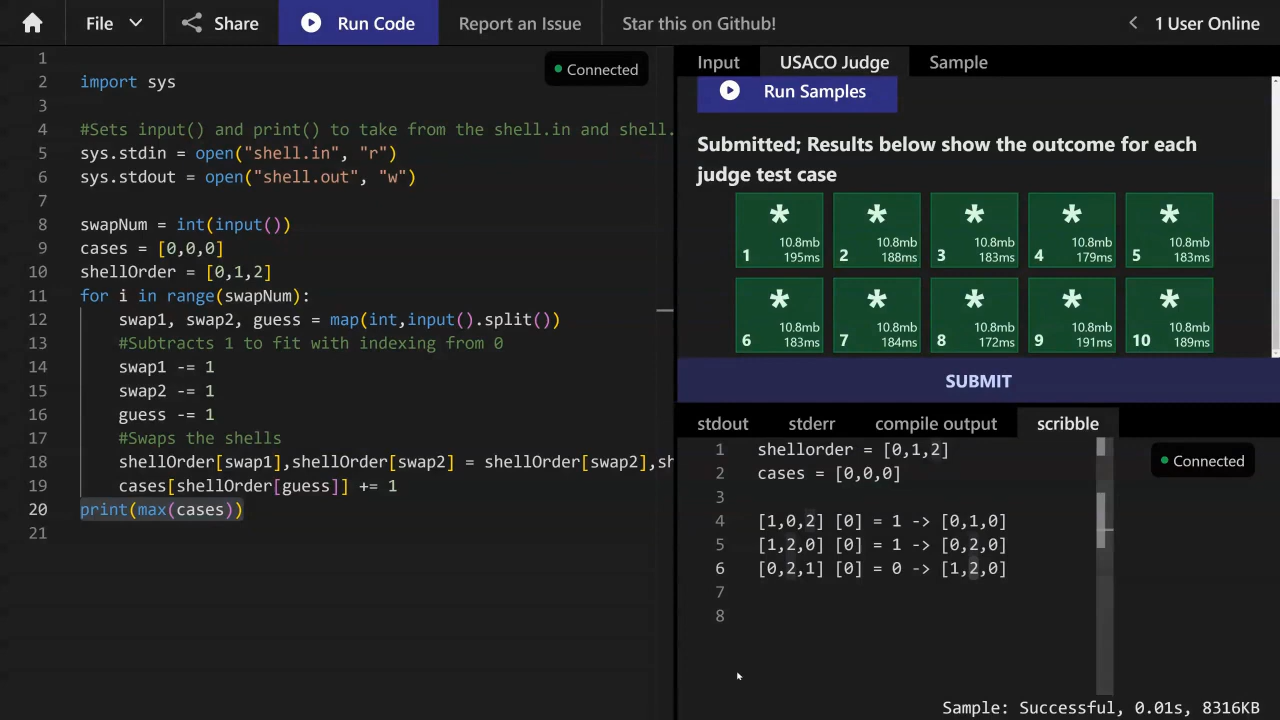 File Share Run Code Report an Issue Star this on Github! 1 User Online
Connected
1
2 import sys
3
4 #Sets input() and print() to take from the shell.in and shell.
5 sys.stdin = open("shell.in", "r")
6 sys.stdout = open("shell.out", "w")
7
8 swapNum = int(input())
9 cases = [0,0,0]
10 shellOrder = [0,1,2]
11 for i in range(swapNum):
12 swap1, swap2, guess = map(int,input().split())
13 #Subtracts 1 to fit with indexing from 0
14 swap1 -= 1
15 swap2 -= 1
16 guess -= 1
17 #Swaps the shells
18 shellOrder[swap1],shellOrder[swap2] = shellOrder[swap2],sh
19 cases[shellOrder[guess]] += 1
20 print(max(cases))
21
Input USACO Judge Sample
Run Samples
Submitted; Results below show the outcome for each
judge test case
* * * * *
10.8mb 10.8mb 10.8mb 10.8mb 10.8mb
1 195ms 2 188ms 3 183ms 4 179ms 5 183ms
* * * * *
10.8mb 10.8mb 10.8mb 10.8mb 10.8mb
6 183ms 7 184ms 8 172ms 9 191ms 10 189ms
SUBMIT
stdout stderr compile output scribble
1 shellorder = [0,1,2]
2 cases = [0,0,0]
3
4 [1,0,2] [0] = 1 -> [0,1,0]
5 [1,2,0] [0] = 1 -> [0,2,0]
6 [0,2,1] [0] = 0 -> [1,2,0]
7
8
Connected
Sample: Successful, 0.01s, 8316KB